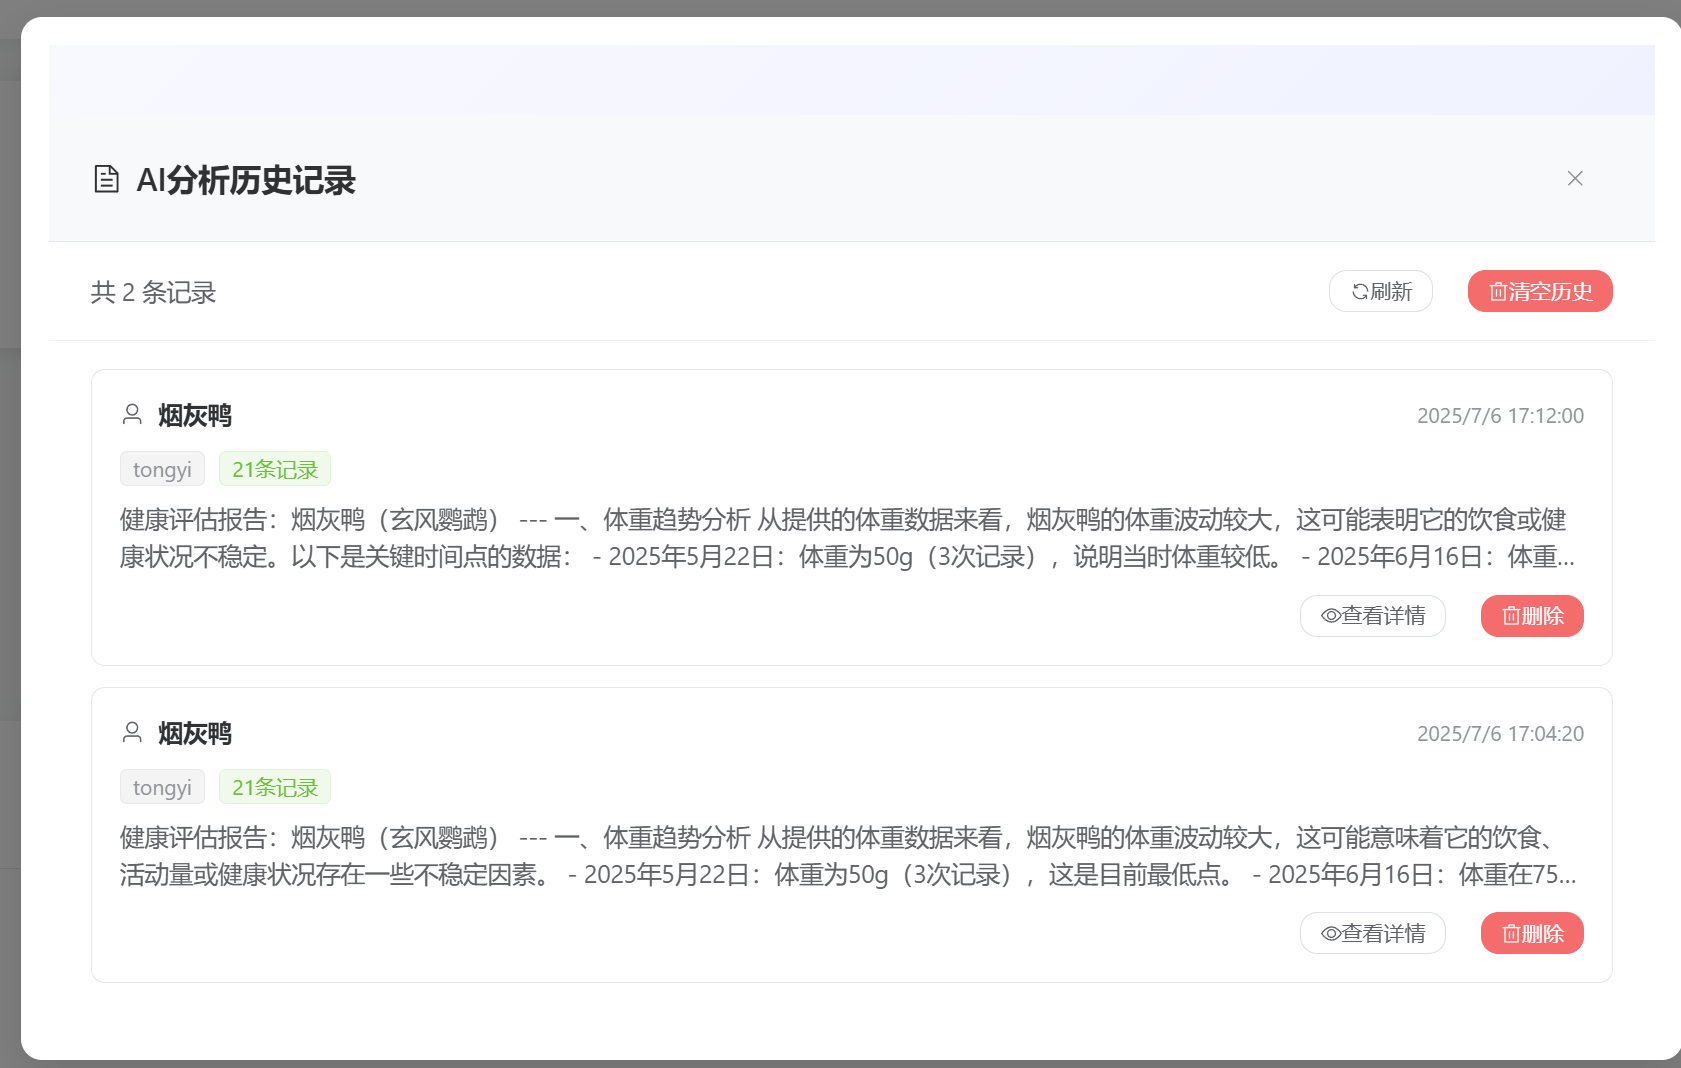 AI分析历史记录
共 2 条记录
刷新
清空历史
烟灰鸭
2025/7/6 17:12:00
tongyi
21条记录
健康评估报告：烟灰鸭（玄风鹦鹉） --- 一、体重趋势分析 从提供的体重数据来看，烟灰鸭的体重波动较大，这可能表明它的饮食或健
康状况不稳定。以下是关键时间点的数据： - 2025年5月22日：体重为50g（3次记录），说明当时体重较低。 - 2025年6月16日：体重...
查看详情
删除
烟灰鸭
2025/7/6 17:04:20
tongyi
21条记录
健康评估报告：烟灰鸭（玄风鹦鹉） --- 一、体重趋势分析 从提供的体重数据来看，烟灰鸭的体重波动较大，这可能意味着它的饮食、
活动量或健康状况存在一些不稳定因素。 - 2025年5月22日：体重为50g（3次记录），这是目前最低点。 - 2025年6月16日：体重在75...
查看详情
删除